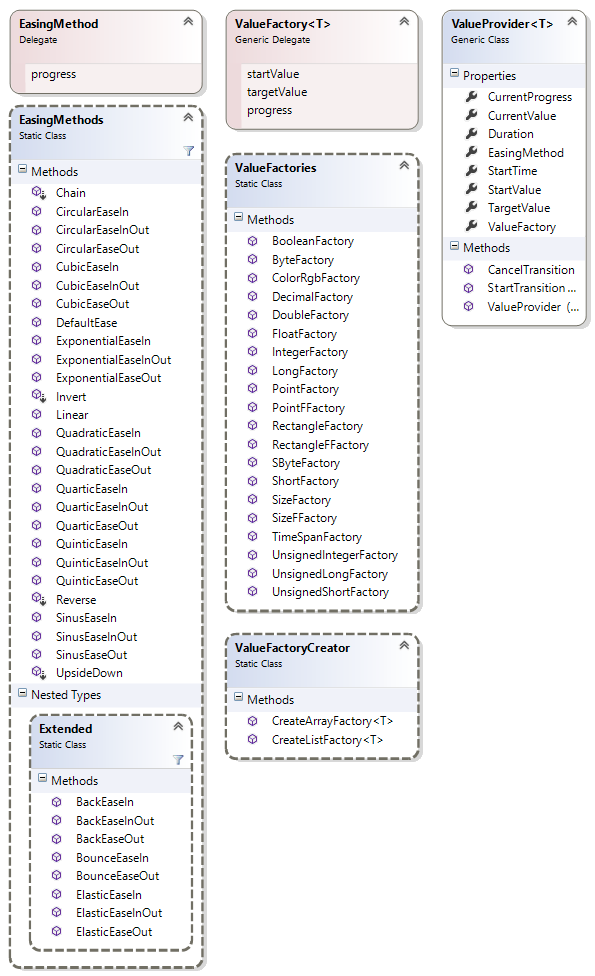 EasingMethod
Delegate
progress
EasingMethods
Static Class
Methods
Chain
CircularEaseIn
CircularEaseInOut
CircularEaseOut
CubicEaseIn
CubicEaseInOut
CubicEaseOut
DefaultEase
ExponentialEaseIn
ExponentialEaseInOut
ExponentialEaseOut
Invert
Linear
QuadraticEaseIn
QuadraticEaseInOut
QuadraticEaseOut
QuarticEaseIn
QuarticEaseInOut
QuarticEaseOut
QuinticEaseIn
QuinticEaseInOut
QuinticEaseOut
Reverse
SinusEaseIn
SinusEaseInOut
SinusEaseOut
UpsideDown
Nested Types
Extended
Static Class
Methods
BackEaseIn
BackEaseInOut
BackEaseOut
BounceEaseIn
BounceEaseOut
ElasticEaseIn
ElasticEaseInOut
ElasticEaseOut
ValueFactory<T>
Generic Delegate
startValue
targetValue
progress
ValueFactories
Static Class
Methods
BooleanFactory
ByteFactory
ColorRgbFactory
DecimalFactory
DoubleFactory
FloatFactory
IntegerFactory
LongFactory
PointFactory
PointFFactory
RectangleFactory
RectangleFFactory
SByteFactory
ShortFactory
SizeFactory
SizeFFactory
TimeSpanFactory
UnsignedIntegerFactory
UnsignedLongFactory
UnsignedShortFactory
ValueFactoryCreator
Static Class
Methods
CreateArrayFactory<T>
CreateListFactory<T>
ValueProvider<T>
Generic Class
Properties
CurrentProgress
CurrentValue
Duration
EasingMethod
StartTime
StartValue
TargetValue
ValueFactory
Methods
CancelTransition
StartTransition ...
ValueProvider (...